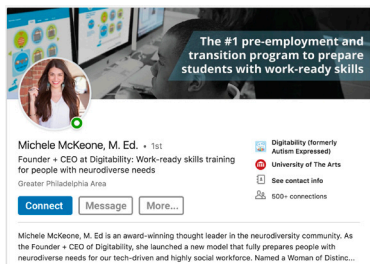 The #1 pre-employment and
transition program to prepare
students with work-ready skills
Michele McKeone, M. Ed. • 1st
Founder + CEO at Digitability: Work-ready skills training
for people with neurodiverse needs
Greater Philadelphia Area
Connect Message More...
Digitability (formerly
Autism Expressed)
University of The Arts
See contact info
500+ connections
Michele McKeone, M. Ed is an award-winning thought leader in the neurodiversity community. As
the Founder + CEO of Digitability, she launched a new model that fully prepares people with
neurodiverse needs for our tech-driven and highly social workforce. Named a Woman of Distinc...